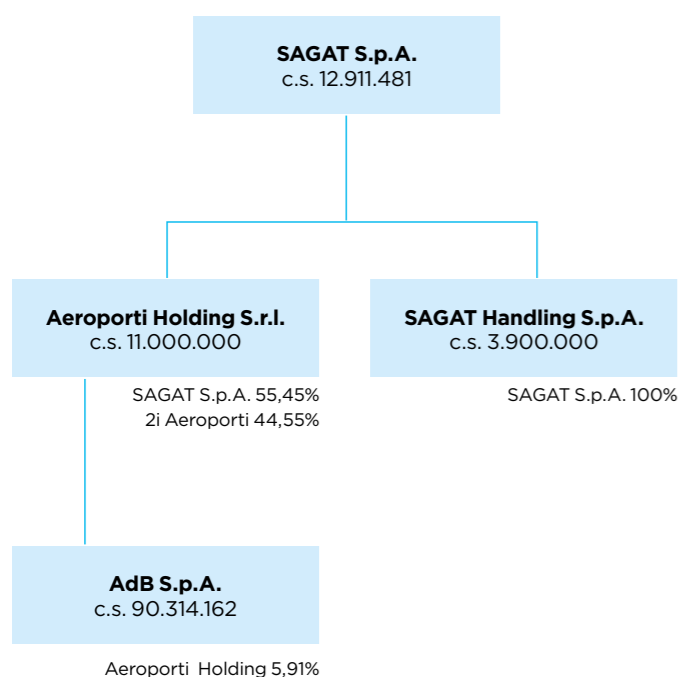 SAGAT S.p.A.
c.s. 12.911.481
Aeroporti Holding S.r.l.
c.s. 11.000.000
SAGAT S.p.A. 55,45%
2i Aeroporti 44,55%
SAGAT Handling S.p.A.
c.s. 3.900.000
SAGAT S.p.A. 100%
AdB S.p.A.
c.s. 90.314.162
Aeroporti Holding 5,91%